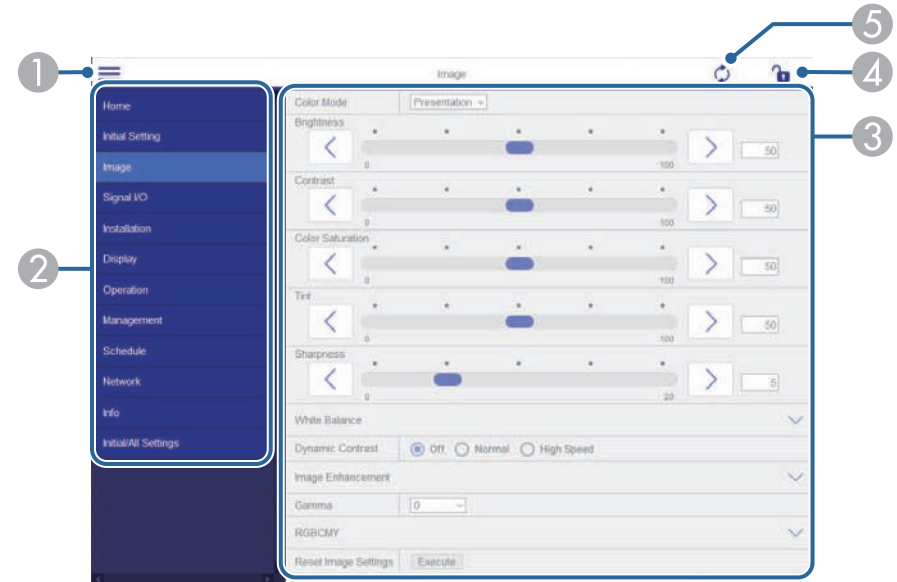 5
1
Image
4
Home
Color Mode Presentation
Brightness
Initial Setting
3
0 100 50
Image
Contrast
Signal I/O
0 100 50
Installation
Color Saturation
2
Display
0 100 50
Operation
Tint
Management
0 100 50
Schedule
Sharpness
Network
0 20 5
Info
White Balance
Initial/All Settings
Dynamic Contrast Off Normal High Speed
Image Enhancement
Gamma 0
RGBCMY
Reset Image Settings Execute